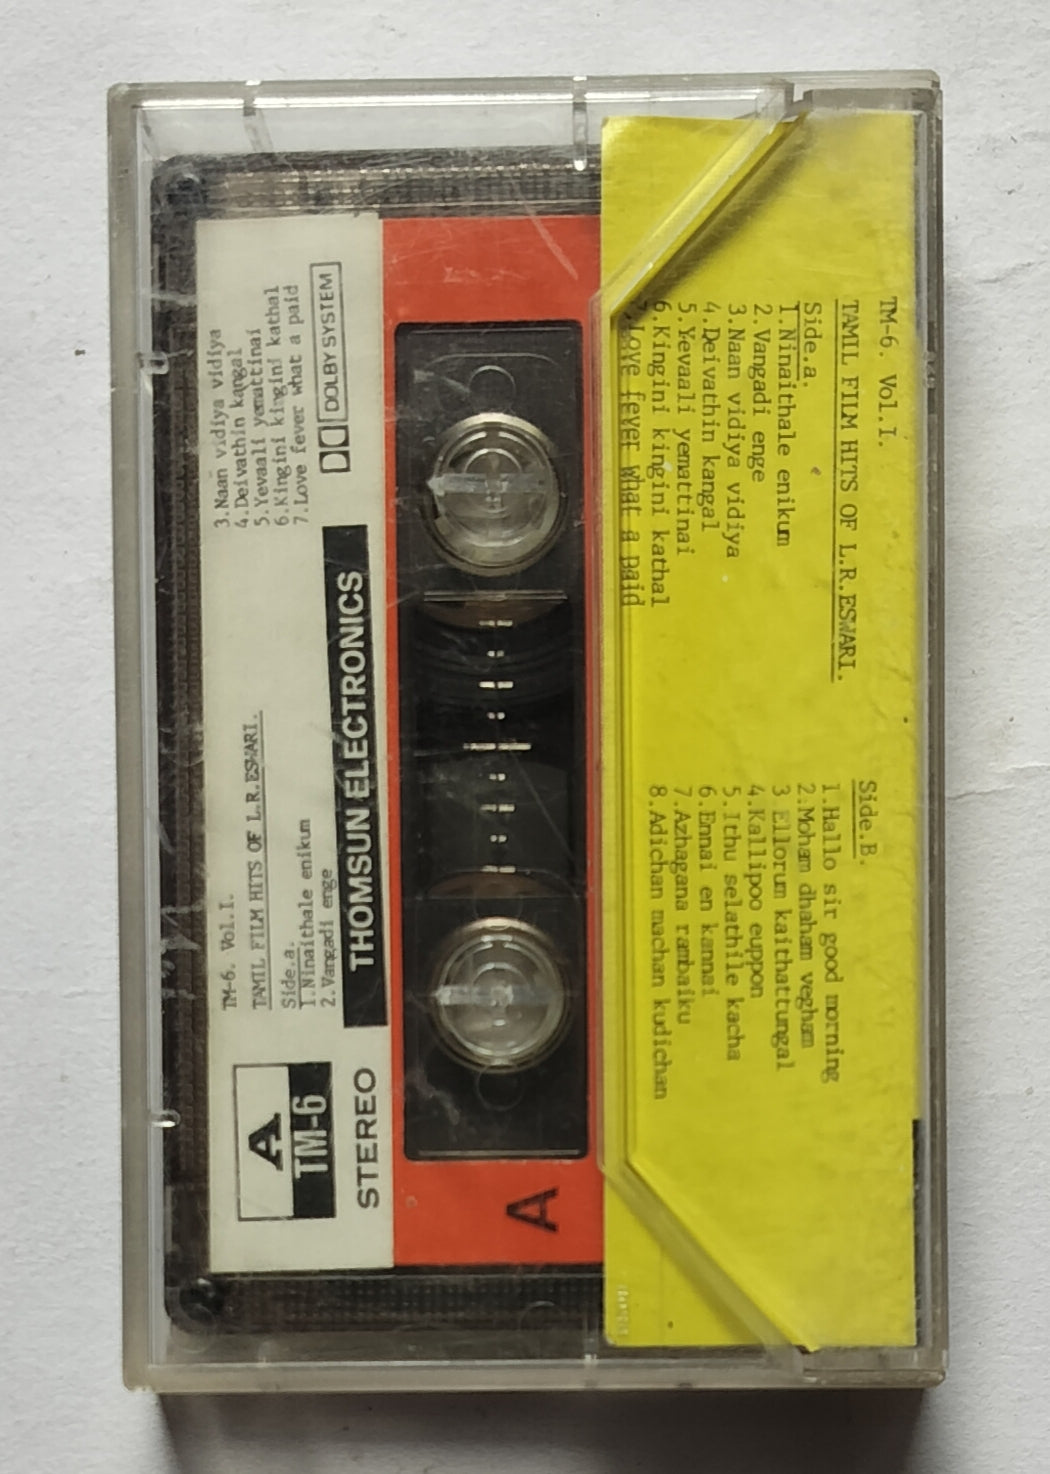 TM-6. Vol.I.
TAMIL FILM HITS OF L.R.ESWARI.
Side.a.
1.Ninaithale enikum
2.Vangadi enge
3.Naan vidiya vidiya
4.Deivathin kangal
5.Yevaali yemattinai
6.Kingini kingini kathal
7.Love fever what a paid
Side.B.
1.Hallo sir good morning
2.Moham dhaham vegham
3 Ellorum kaithattungal
4.Kallipoo euppon
5.Ithu selathile kacha
6.Ennai en kannai
7.Azhagana rambaiku
8.Adichan machan kudichan
A
TM-6
STEREO
TM-6. Vol.I.
TAMIL FILM HITS OF L.R.ESWARI.
Side.a.
1.Ninaithale enikum
2.Vangadi enge
3.Naan vidiya vidiya
4.Deivathin kangal
5.Yevaali yemattinai
6.Kingini kingini kathal
7.Love fever what a paid
DOLBY SYSTEM
THOMSUN ELECTRONICS
A